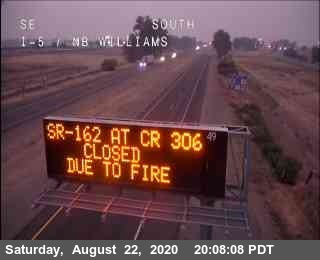 SE SOUTH
I-5 / NB WILLIAMS
SR-162 AT CR 306
CLOSED
DUE TO FIRE
49
Saturday, August 22, 2020 20:08:08 PDT